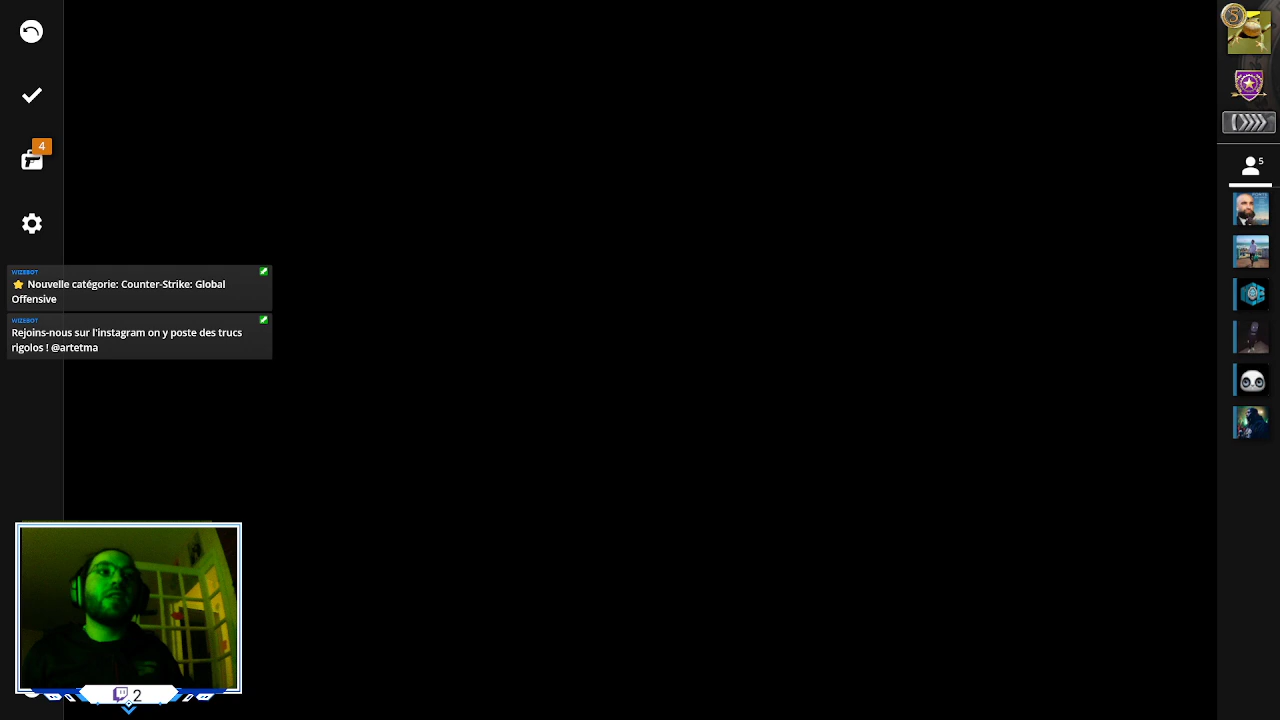 4
WIZEBOT
Nouvelle catégorie: Counter-Strike: Global
Offensive
WIZEBOT
Rejoins-nous sur l'instagram on y poste des trucs
rigolos ! @artetma
2
5